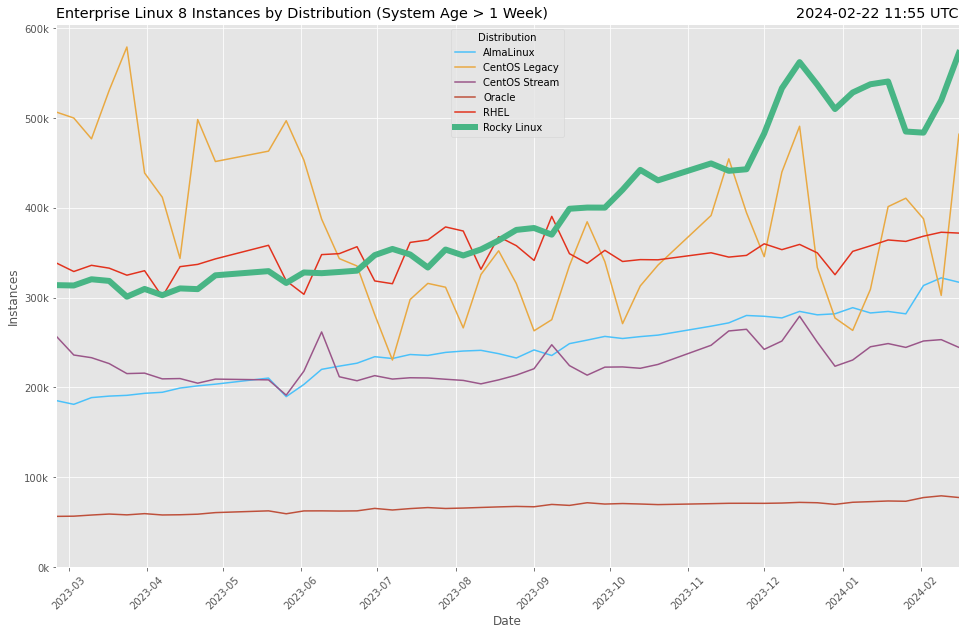 Enterprise Linux 8 Instances by Distribution (System Age > 1 Week)
2024-02-22 11:55 UTC
Distribution
AlmaLinux
CentOS Legacy
CentOS Stream
Oracle
RHEL
Rocky Linux
600k
500k
400k
300k
200k
100k
0k
Instances
2023-03
2023-04
2023-05
2023-06
2023-07
2023-08
2023-09
2023-10
2023-11
2023-12
2024-01
2024-02
Date